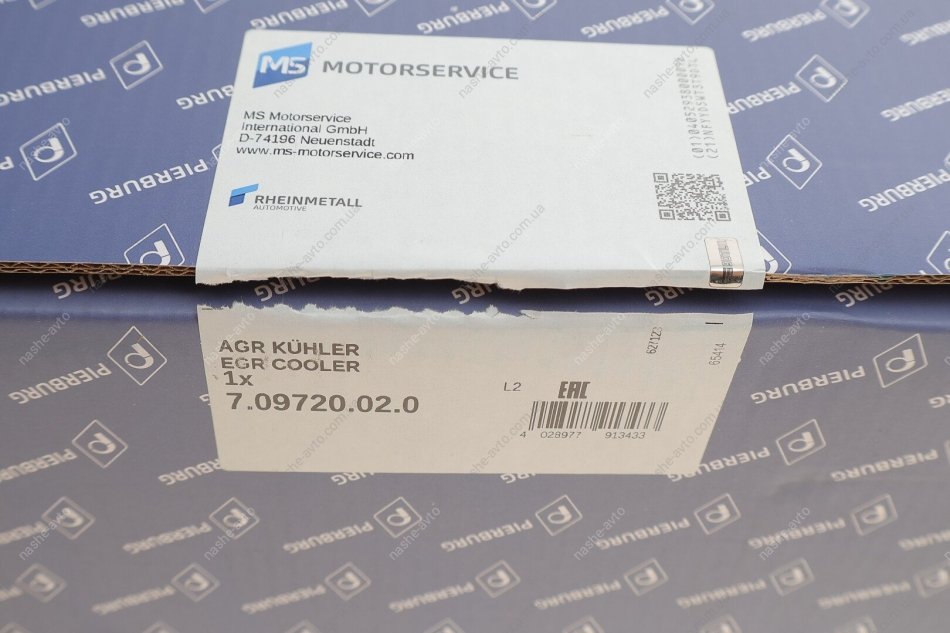 MS MOTORSERVICE
MS Motorservice
International GmbH
D-74196 Neuenstadt
www.ms-motorservice.com
RHEINMETALL
AUTOMOTIVE
AGR KÜHLER
EGR COOLER
1x
7.09720.02.0
L2
EAC
4 028977 913433
65414
PIERBURG
nashe-avto.com.ua